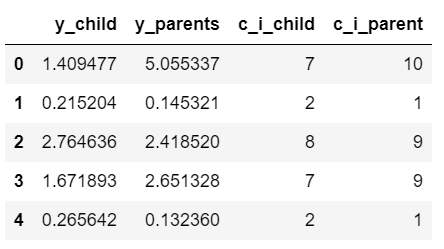 y_child y_parents c_i_child c_i_parent
0 1.409477 5.055337 7 10
1 0.215204 0.145321 2 1
2 2.764636 2.418520 8 9
3 1.671893 2.651328 7 9
4 0.265642 0.132360 2 1